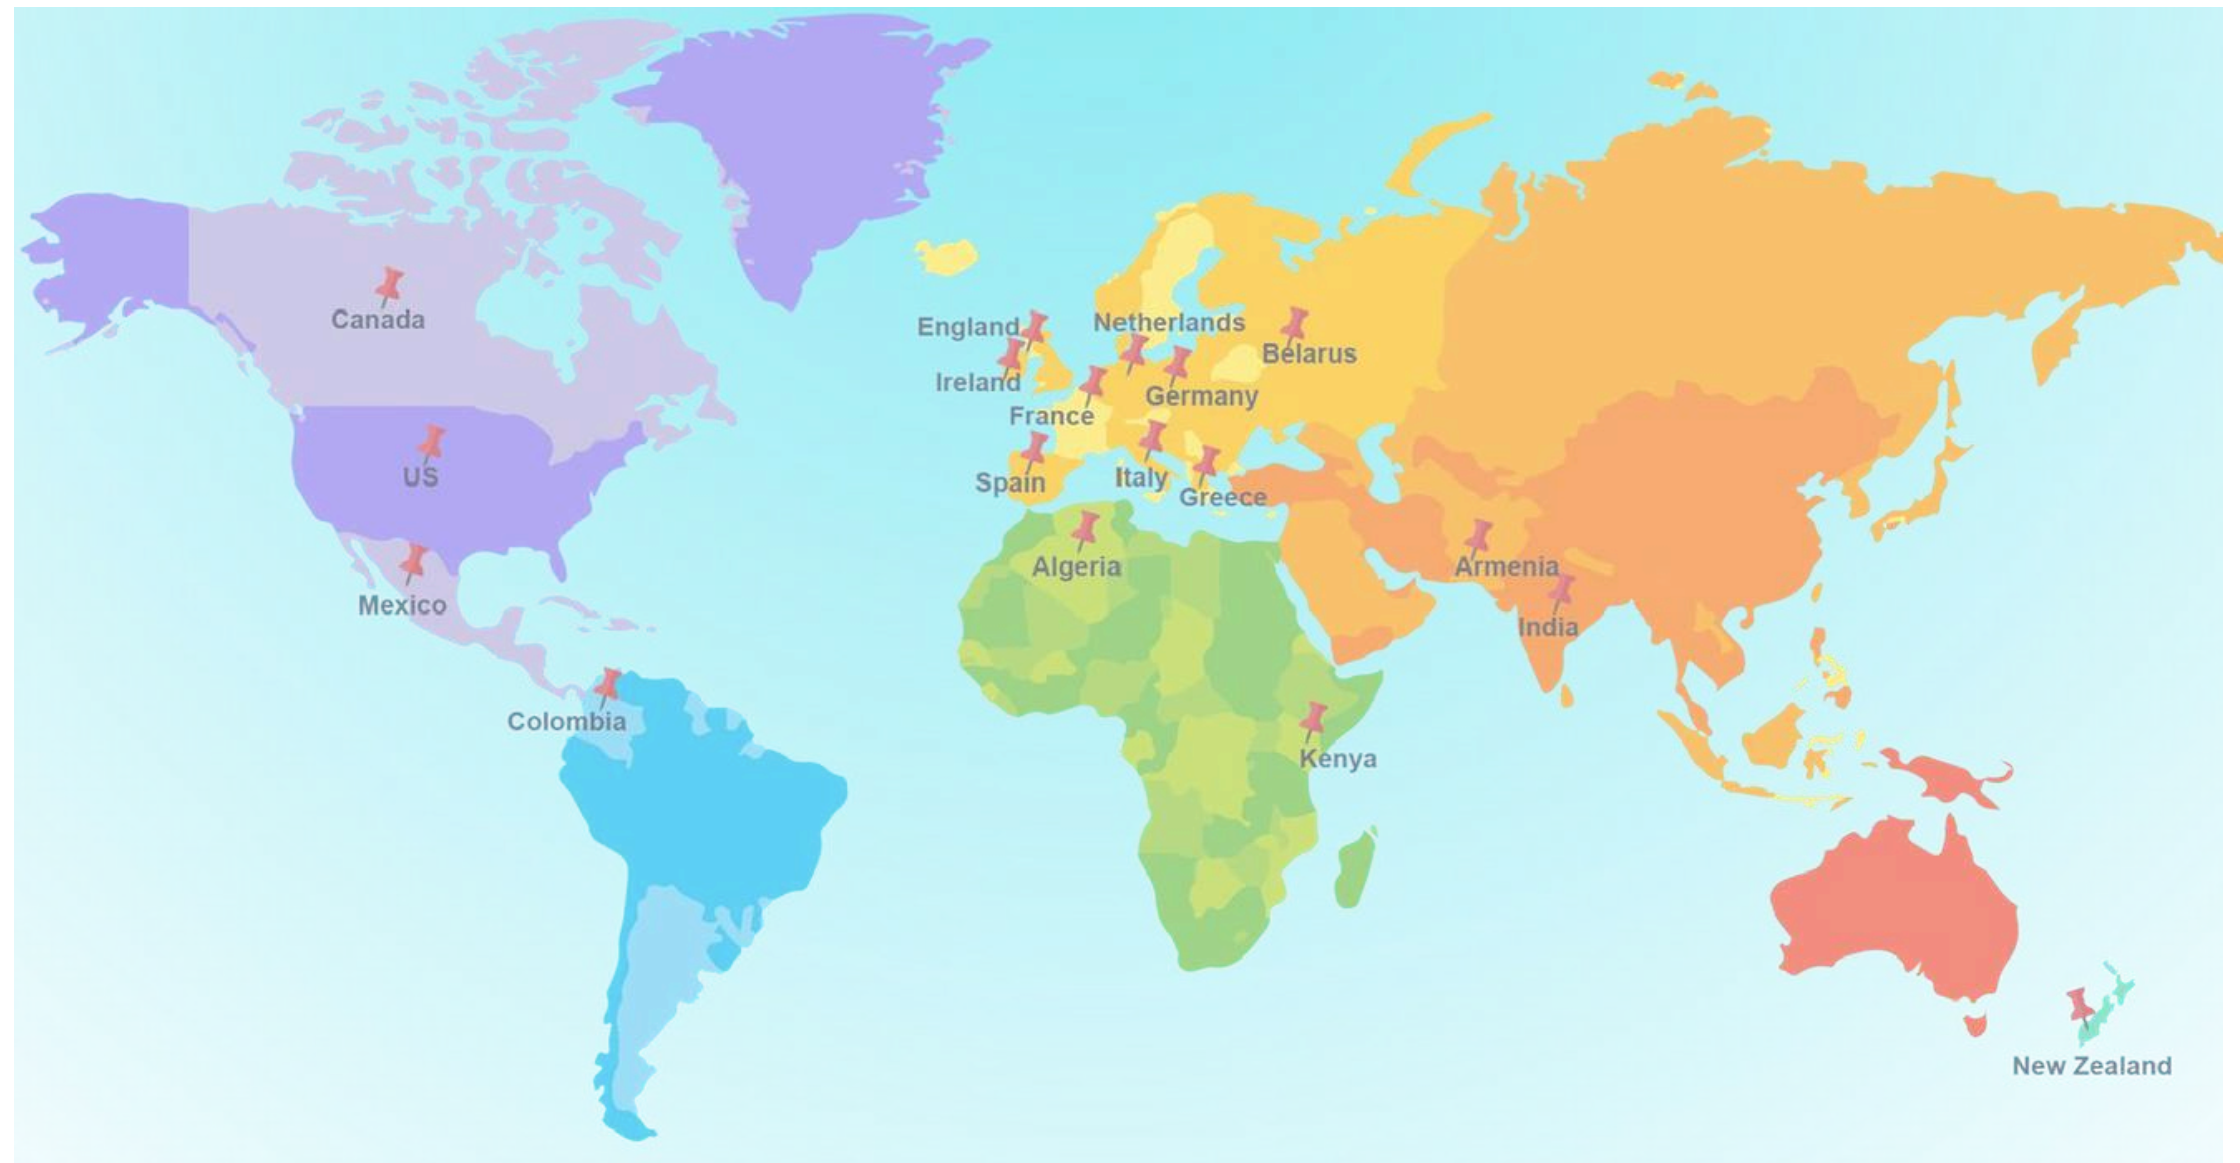 Canada
England
Netherlands
Belarus
Ireland
Germany
France
US
Italy
Spain
Greece
Algeria
Armenia
Mexico
India
Colombia
Kenya
New Zealand